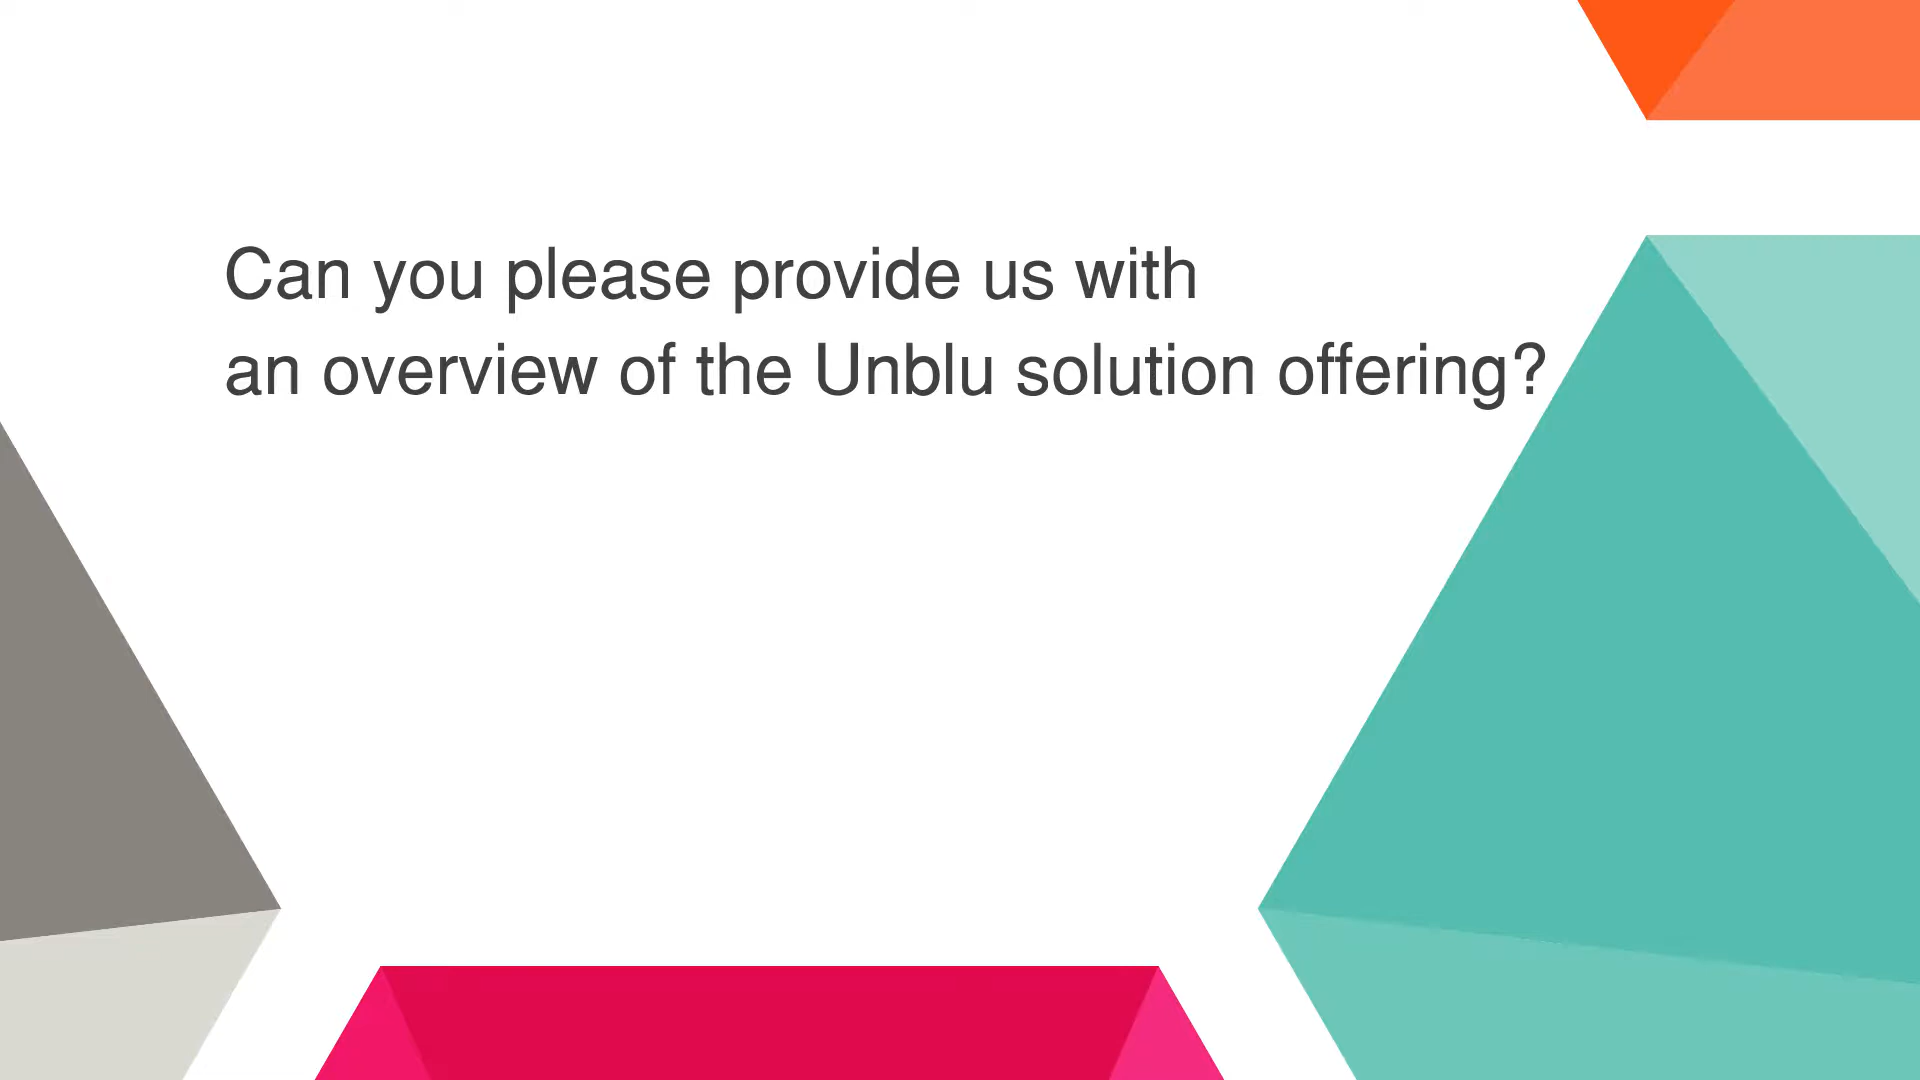 Can you please provide us with
an overview of the Unblu solution offering?